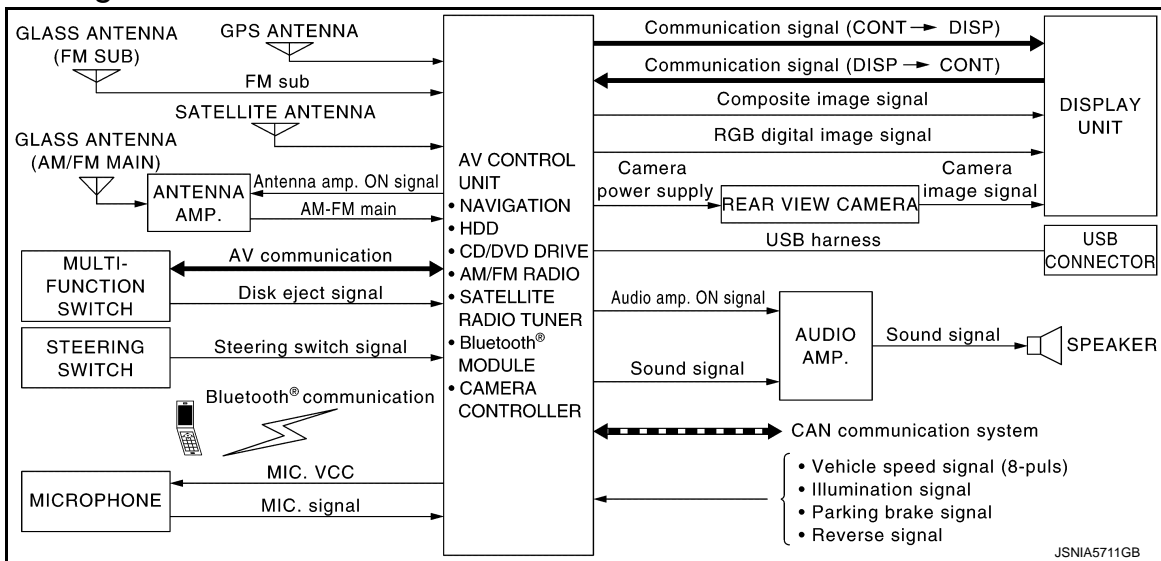 GLASS ANTENNA
(FM SUB)
GPS ANTENNA
FM sub
SATELLITE ANTENNA
GLASS ANTENNA
(AM/FM MAIN)
ANTENNA
AMP.
Antenna amp. ON signal
AM-FM main
MULTI-
FUNCTION
SWITCH
AV communication
Disk eject signal
STEERING
SWITCH
Steering switch signal
Bluetooth® communication
MICROPHONE
MIC. VCC
MIC. signal
AV CONTROL
UNIT
• NAVIGATION
• HDD
• CD/DVD DRIVE
• AM/FM RADIO
• SATELLITE
RADIO TUNER
• Bluetooth®
MODULE
• CAMERA
CONTROLLER
Communication signal (CONT → DISP)
Communication signal (DISP → CONT)
Composite image signal
RGB digital image signal
DISPLAY
UNIT
Camera
power supply
REAR VIEW CAMERA
Camera
image signal
USB harness
USB
CONNECTOR
Audio amp. ON signal
Sound signal
AUDIO
AMP.
Sound signal
SPEAKER
CAN communication system
• Vehicle speed signal (8-puls)
• Illumination signal
• Parking brake signal
• Reverse signal
JSNIA5711GB